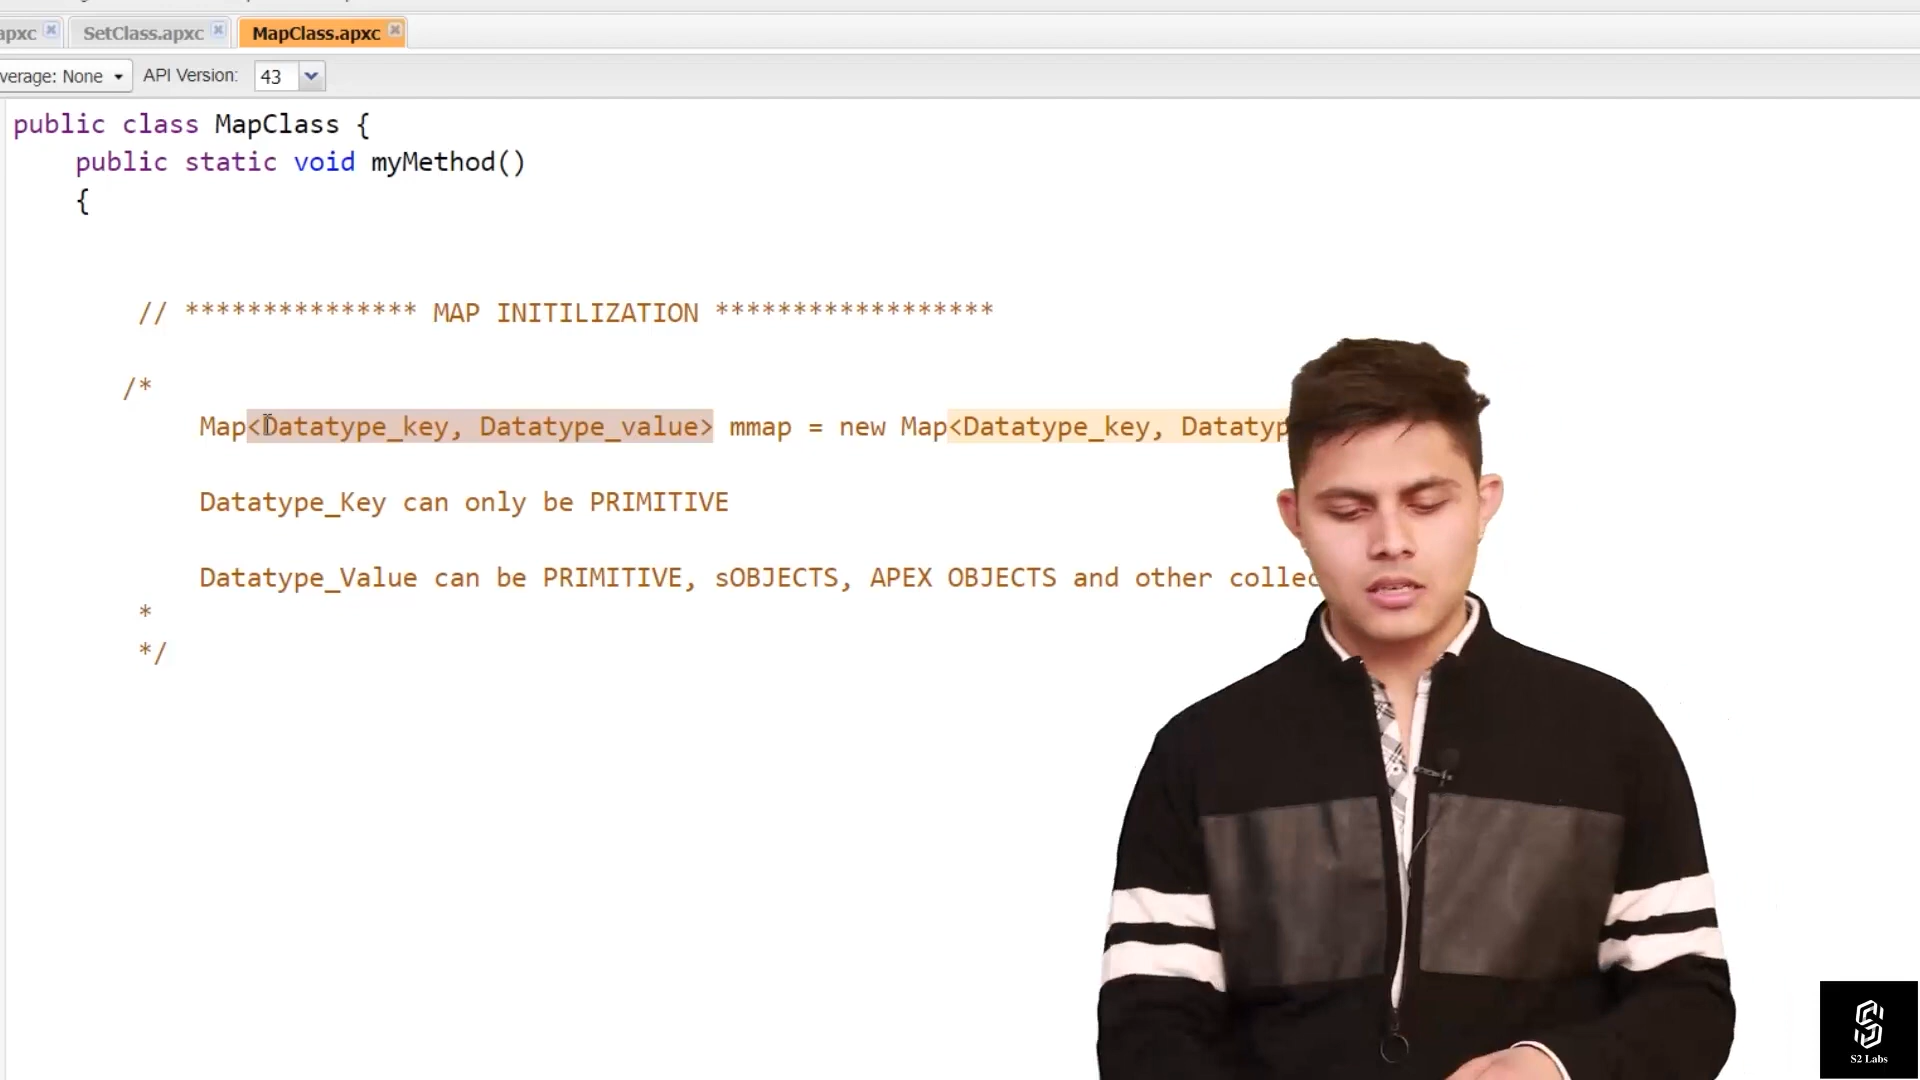 apxc
SetClass.apxc
MapClass.apxc
verage: None
API Version:
43
public class MapClass {
public static void myMethod()
{
// *************** MAP INITILIZATION ******************
/*
Map<Datatype_key, Datatype_value> mmap = new Map<Datatype_key, Datatyp
Datatype_Key can only be PRIMITIVE
Datatype_Value can be PRIMITIVE, sOBJECTS, APEX OBJECTS and other collec
*
*/
S2 Labs